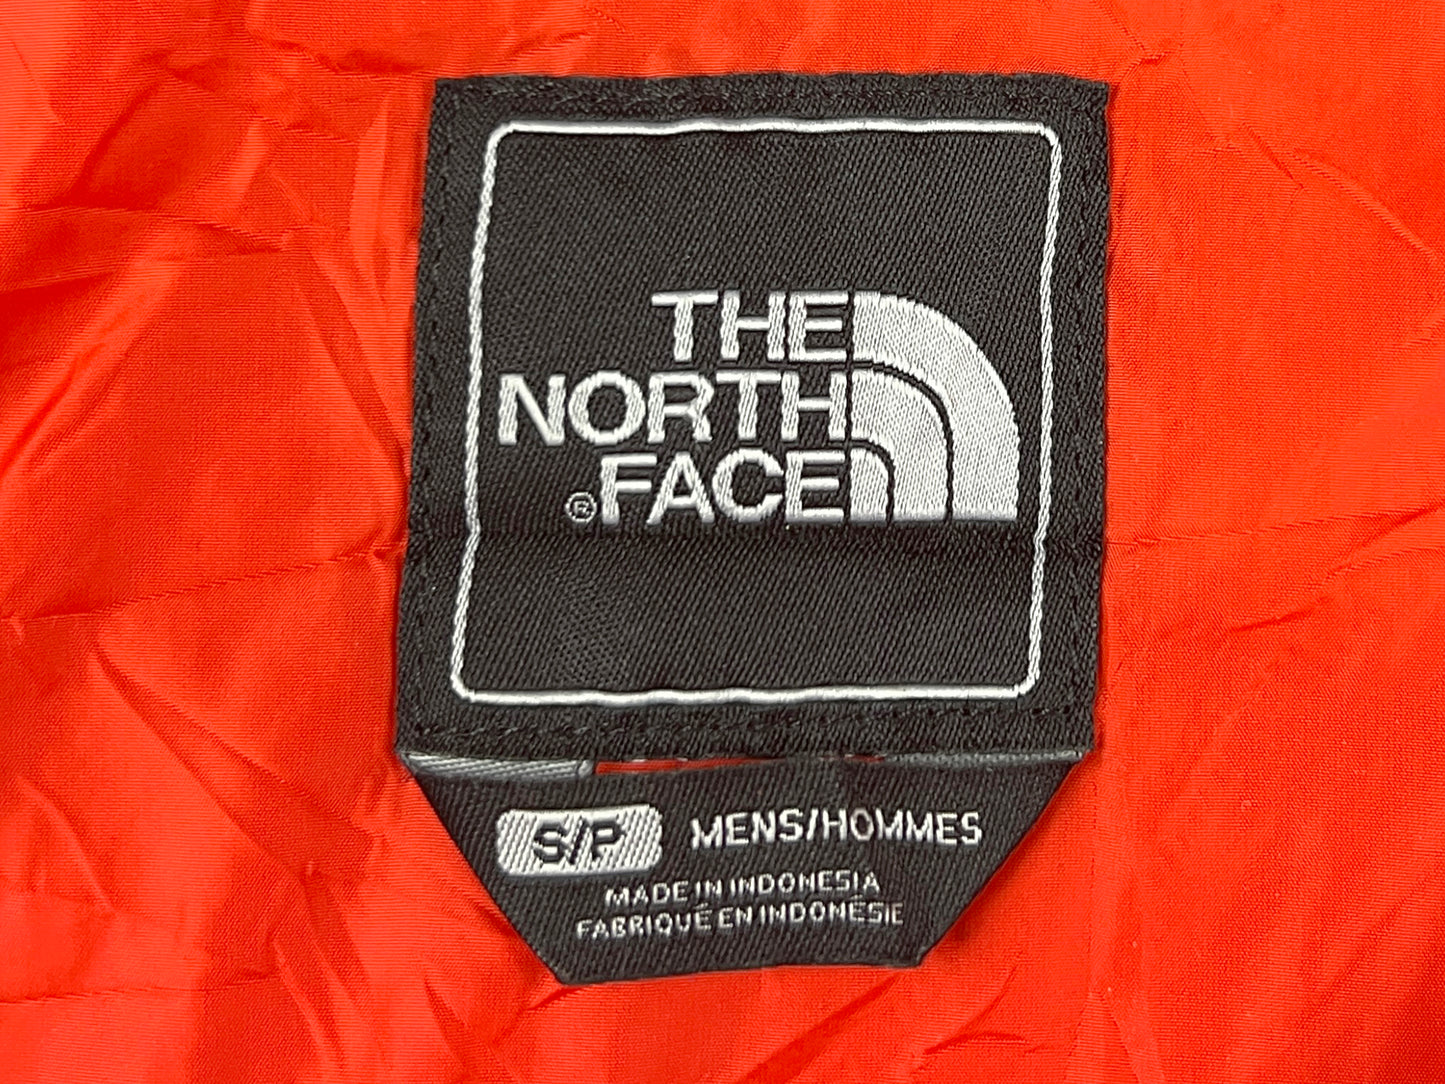 THE
NORTH
®FACE
S/P MENS/HOMMES
MADE IN INDONESIA
FABRIQUÉ EN INDONÉSIE